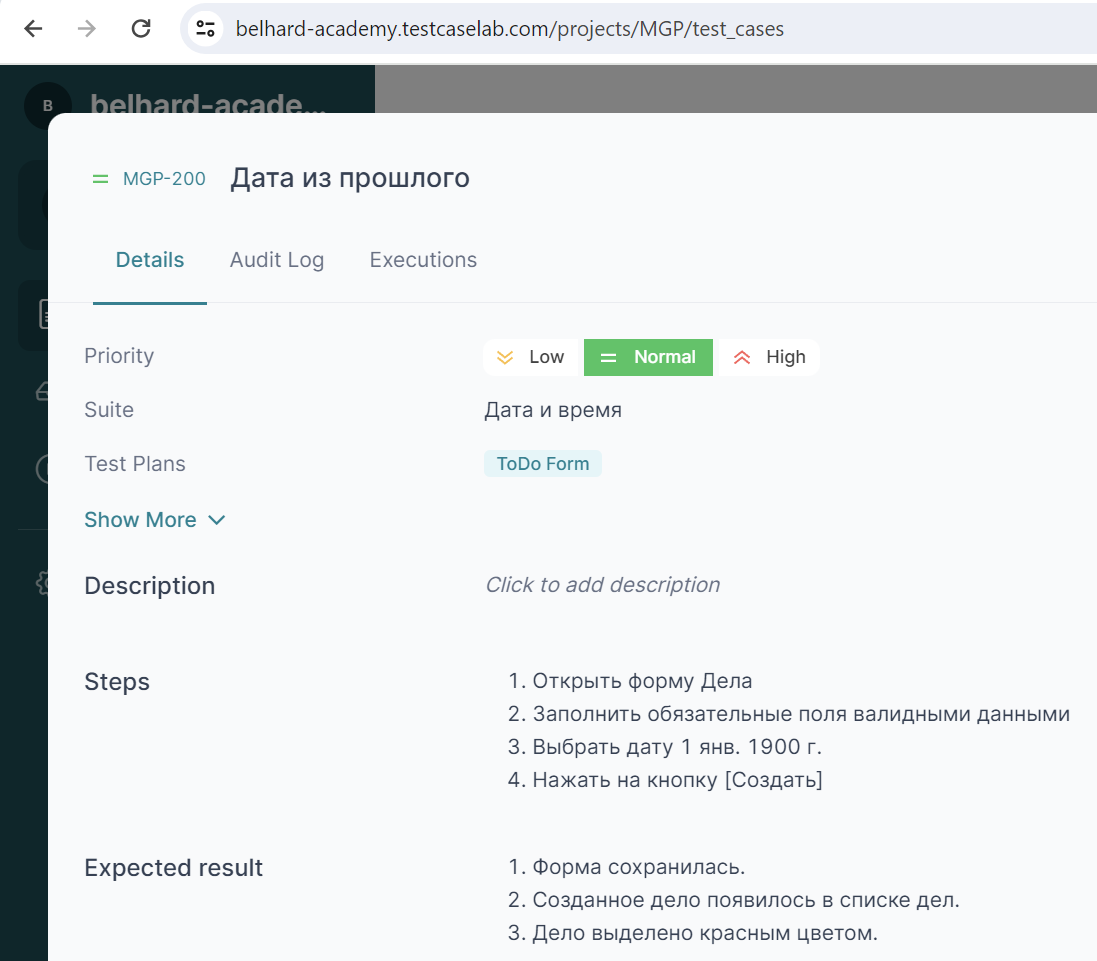 belhard-academy.testcaselab.com/projects/MGP/test_cases
B belhard-acade...
MGP-200 Дата из прошлого
Details Audit Log Executions
Priority Low Normal High
Suite Дата и время
Test Plans ToDo Form
Show More
Description Click to add description
Steps 1. Открыть форму Дела
2. Заполнить обязательные поля валидными данными
3. Выбрать дату 1 янв. 1900 г.
4. Нажать на кнопку [Создать]
Expected result 1. Форма сохранилась.
2. Созданное дело появилось в списке дел.
3. Дело выделено красным цветом.